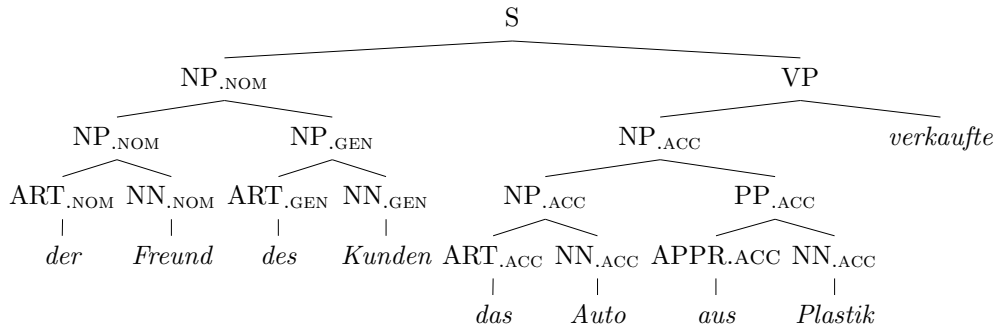 S
NP.NOM VP
NP.NOM NP.GEN NP.ACC verkaufte
ART.NOM NN.NOM ART.GEN NN.GEN NP.ACC PP.ACC
der Freund des Kunden ART.ACC NN.ACC APPR.ACC NN.ACC
das Auto aus Plastik